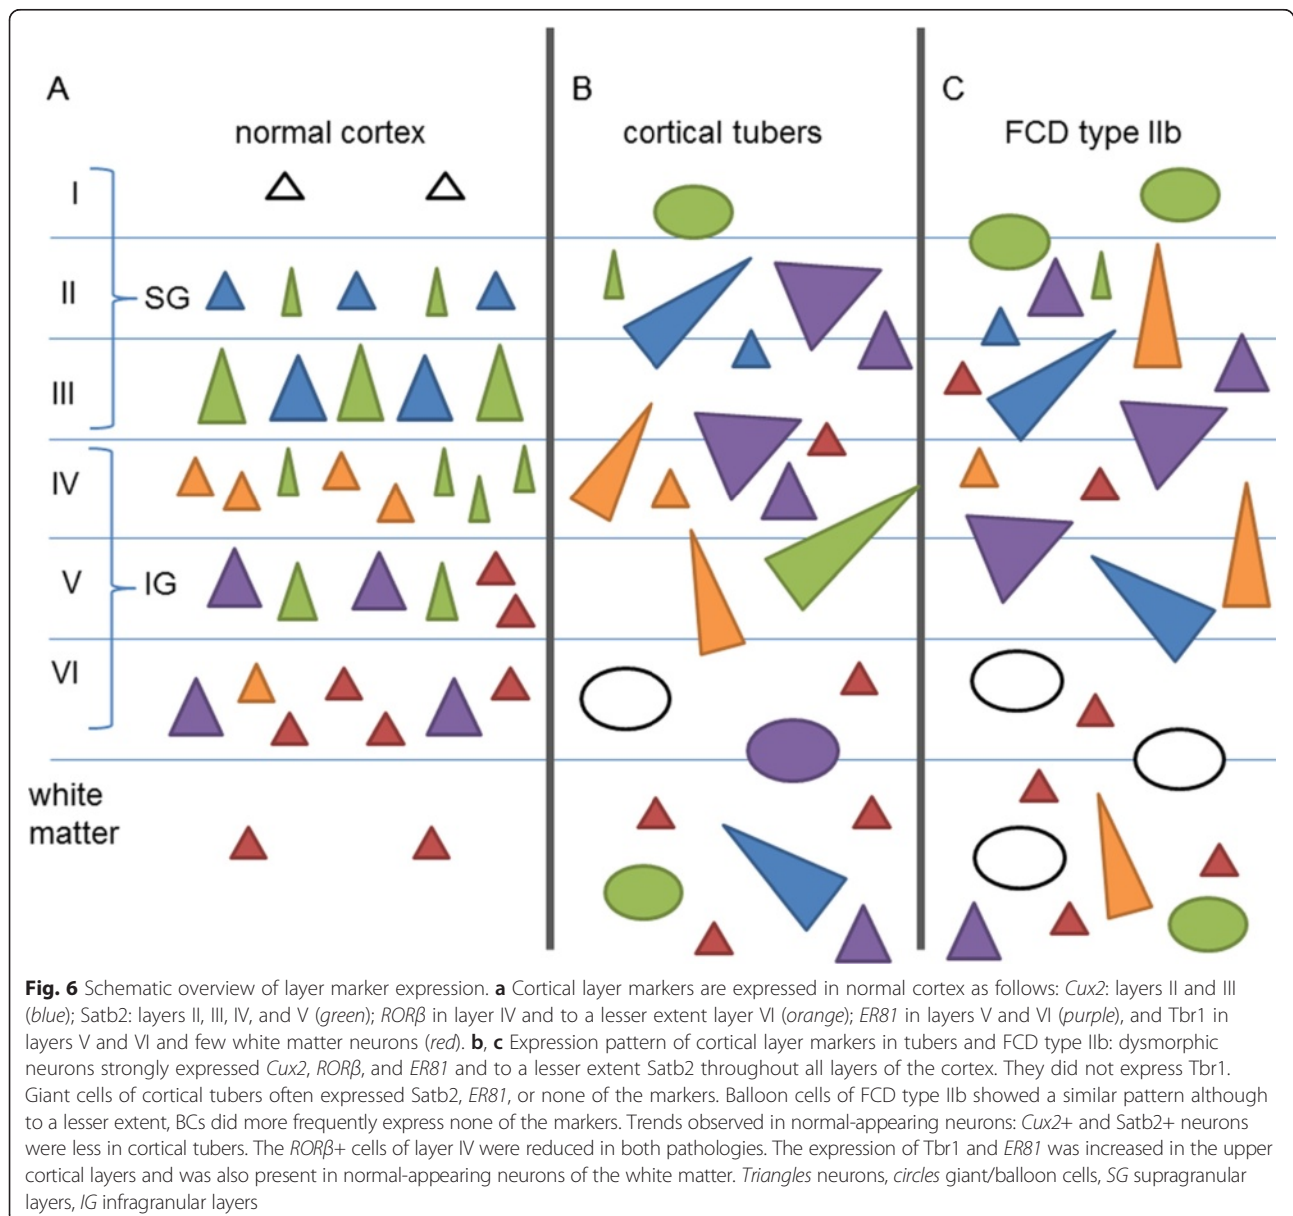 A
normal cortex
B
cortical tubers
C
FCD type IIb
I
II
SG
III
IV
V
IG
VI
white
matter
Fig. 6 Schematic overview of layer marker expression. a Cortical layer markers are expressed in normal cortex as follows: Cux2: layers II and III
(blue); Satb2: layers II, III, IV, and V (green); RORβ in layer IV and to a lesser extent layer VI (orange); ER81 in layers V and VI (purple), and Tbr1 in
layers V and VI and few white matter neurons (red). b, c Expression pattern of cortical layer markers in tubers and FCD type IIb: dysmorphic
neurons strongly expressed Cux2, RORβ, and ER81 and to a lesser extent Satb2 throughout all layers of the cortex. They did not express Tbr1.
Giant cells of cortical tubers often expressed Satb2, ER81, or none of the markers. Balloon cells of FCD type IIb showed a similar pattern although
to a lesser extent, BCs did more frequently express none of the markers. Trends observed in normal-appearing neurons: Cux2+ and Satb2+ neurons
were less in cortical tubers. The RORβ+ cells of layer IV were reduced in both pathologies. The expression of Tbr1 and ER81 was increased in the upper
cortical layers and was also present in normal-appearing neurons of the white matter. Triangles neurons, circles giant/balloon cells, SG supragranular
layers, IG infragranular layers